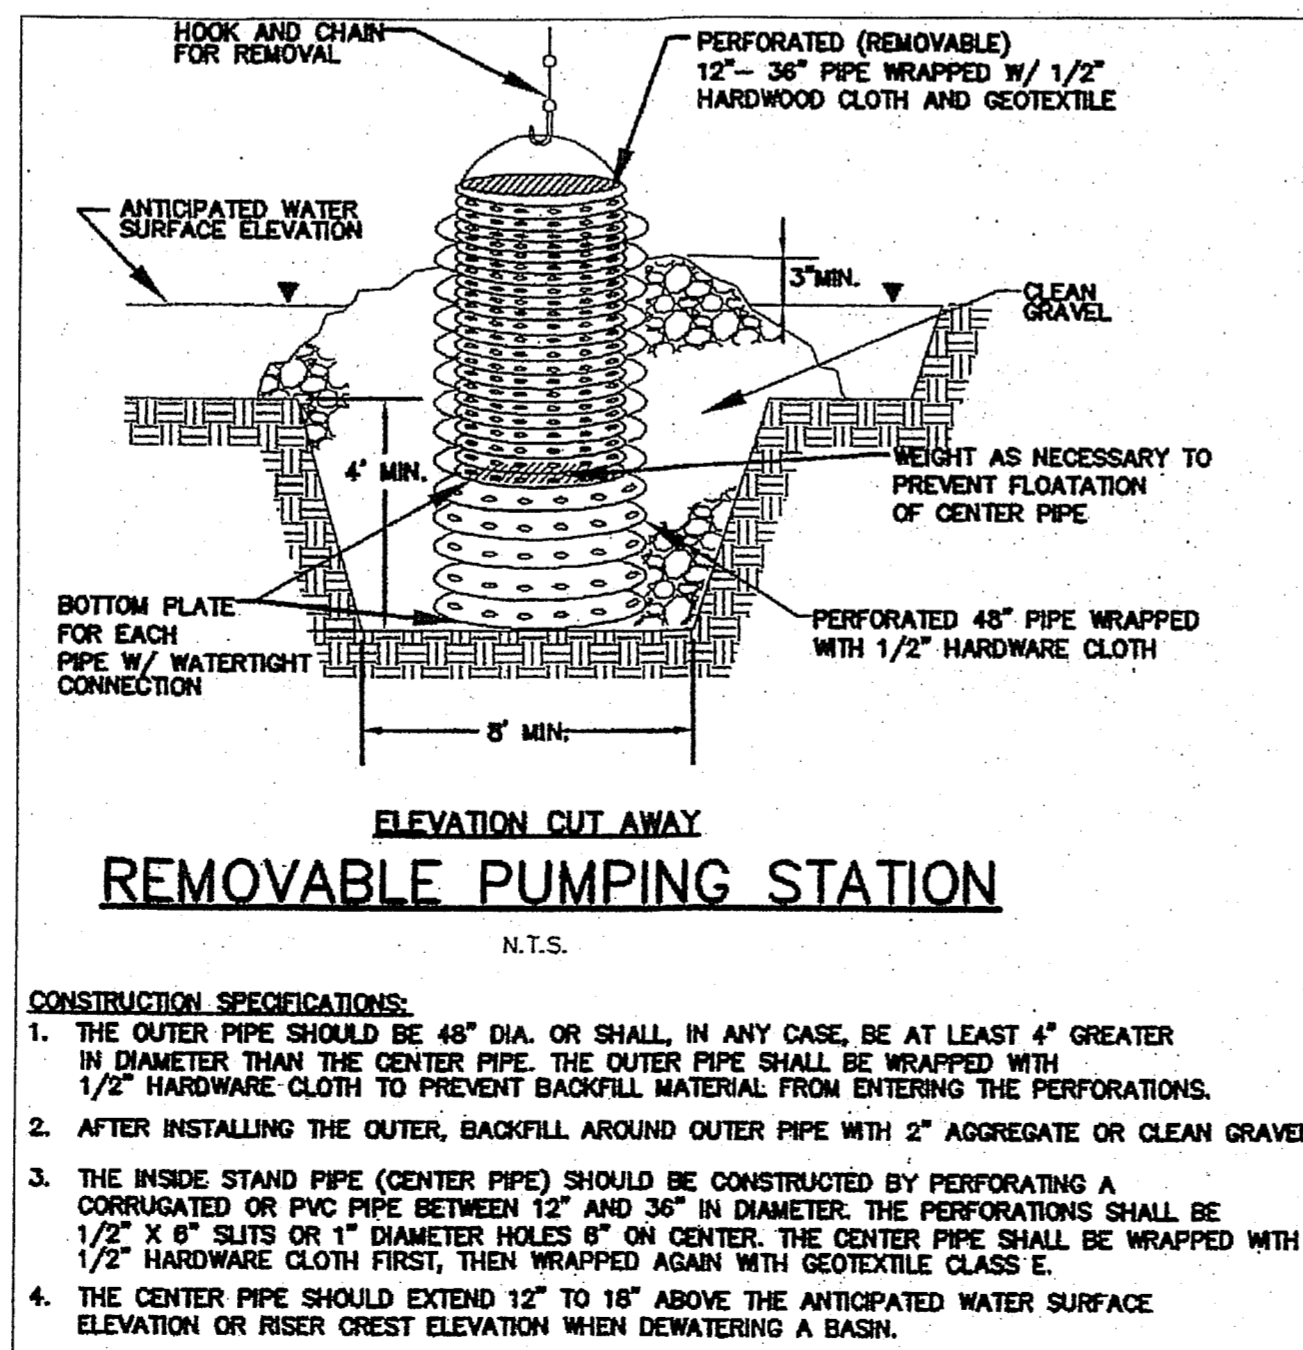 HOOK AND CHAIN
FOR REMOVAL
PERFORATED (REMOVABLE)
12"- 36" PIPE WRAPPED W/ 1/2"
HARDWOOD CLOTH AND GEOTEXTILE
ANTICIPATED WATER
SURFACE ELEVATION
3"MIN.
CLEAN
GRAVEL
4' MIN.
WEIGHT AS NECESSARY TO
PREVENT FLOATATION
OF CENTER PIPE
BOTTOM PLATE
FOR EACH
PIPE W/ WATERTIGHT
CONNECTION
PERFORATED 48" PIPE WRAPPED
WITH 1/2" HARDWARE CLOTH
MIN.
ELEVATION CUT AWAY
REMOVABLE PUMPING STATION
N.T.S.
CONSTRUCTION SPECIFICATIONS:
1. THE OUTER PIPE SHOULD BE 48" DIA. OR SHALL, IN ANY CASE, BE AT LEAST 4" GREATER
IN DIAMETER THAN THE CENTER PIPE. THE OUTER PIPE SHALL BE WRAPPED WITH
1/2" HARDWARE CLOTH TO PREVENT BACKFILL MATERIAL FROM ENTERING THE PERFORATIONS.
2. AFTER INSTALLING THE OUTER, BACKFILL AROUND OUTER PIPE WITH 2" AGGREGATE OR CLEAN GRAVEL
3. THE INSIDE STAND PIPE (CENTER PIPE) SHOULD BE CONSTRUCTED BY PERFORATING A
CORRUGATED OR PVC PIPE BETWEEN 12" AND 36" IN DIAMETER. THE PERFORATIONS SHALL BE
1/2" X 6" SLITS OR 1" DIAMETER HOLES 6" ON CENTER. THE CENTER PIPE SHALL BE WRAPPED WITH
1/2" HARDWARE CLOTH FIRST, THEN WRAPPED AGAIN WITH GEOTEXTILE CLASS E.
4. THE CENTER PIPE SHOULD EXTEND 12" TO 18" ABOVE THE ANTICIPATED WATER SURFACE
ELEVATION OR RISER CREST ELEVATION WHEN DEWATERING A BASIN.